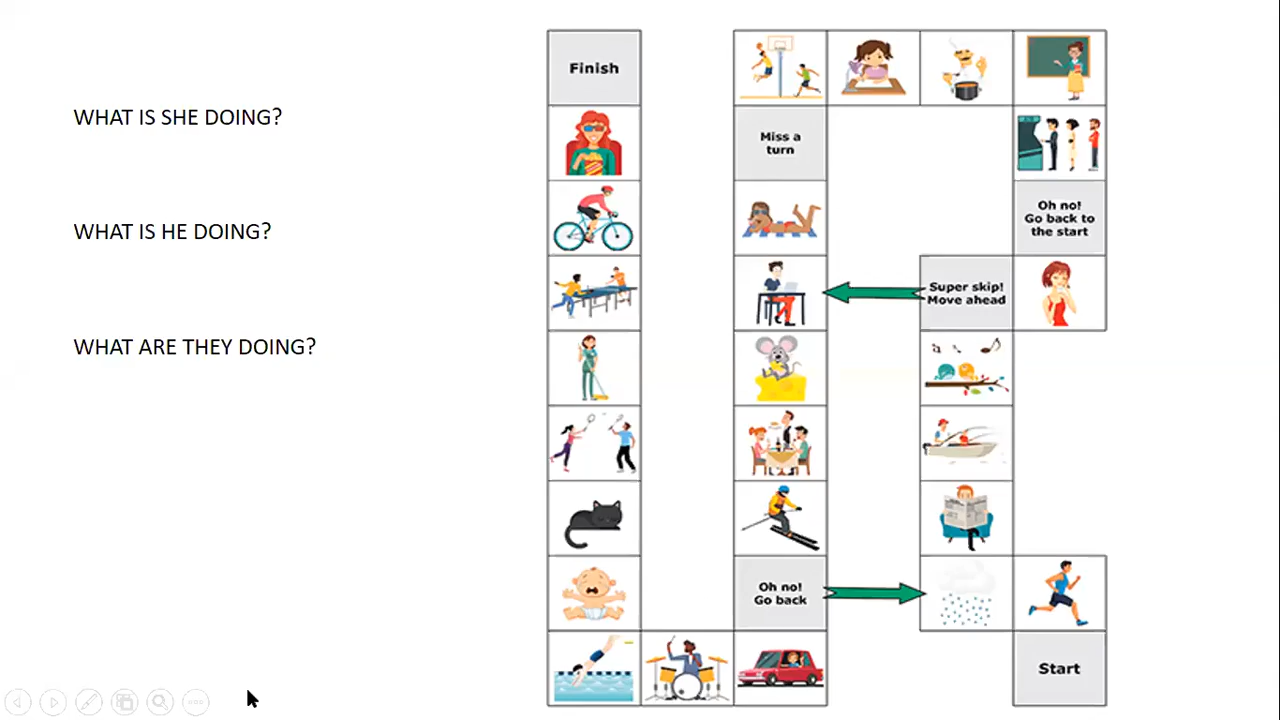 WHAT IS SHE DOING?
WHAT IS HE DOING?
WHAT ARE THEY DOING?
Finish
Miss a
turn
Oh no!
Go back to
the start
Super skip!
Move ahead
Oh no!
Go back
Start